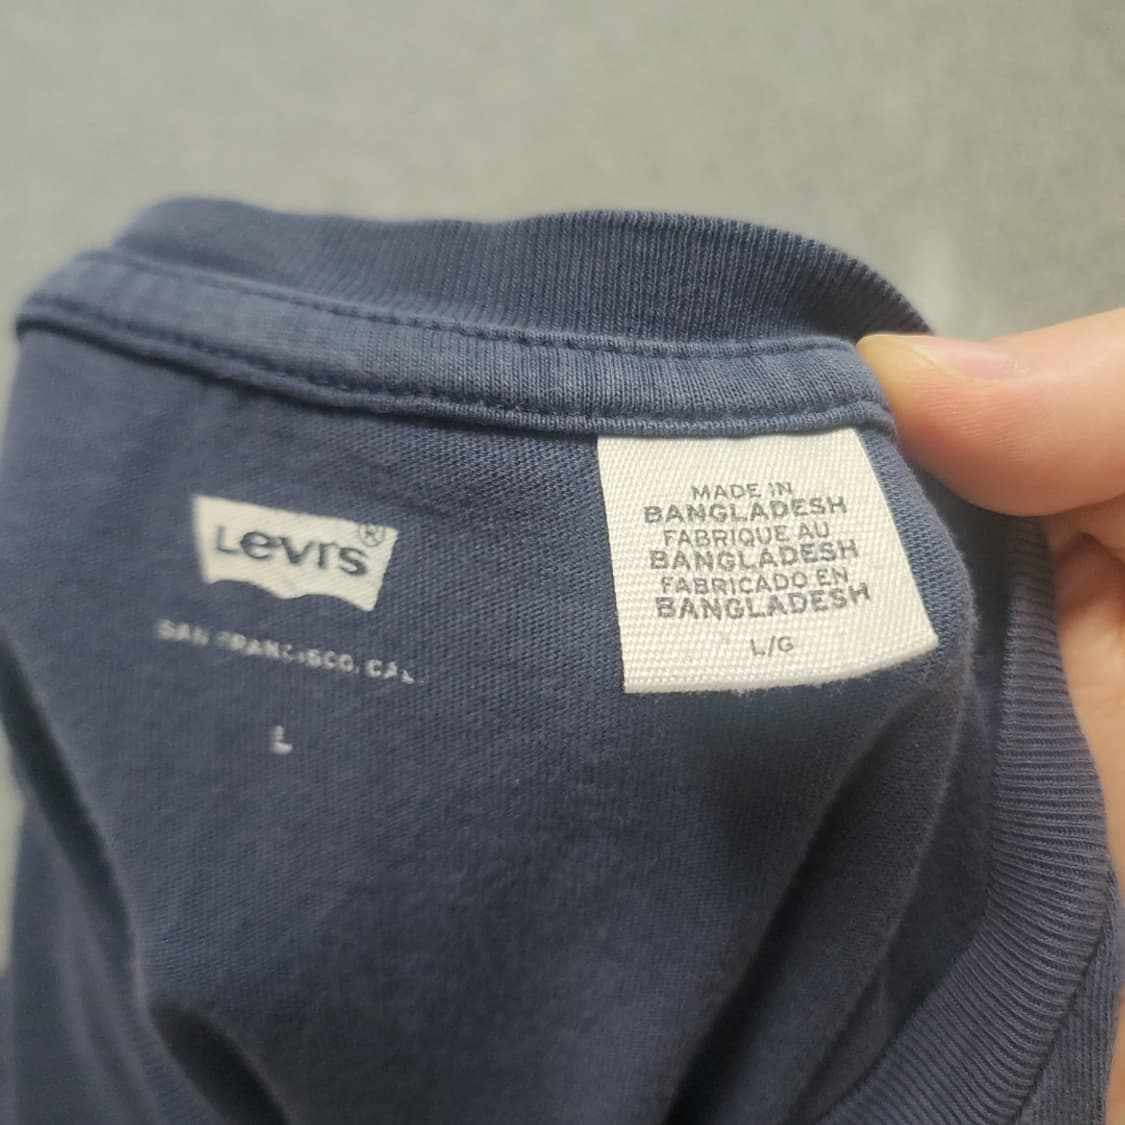 Levi's®
SAN FRANCISCO, CAL.
L
MADE IN
BANGLADESH
FABRIQUE AU
BANGLADESH
FABRICADO EN
BANGLADESH
L/G